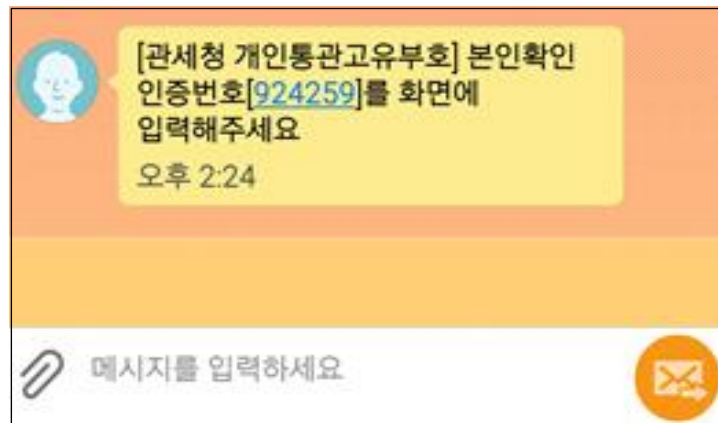 [관세청 개인통관고유부호] 본인확인
인증번호[924259]를 화면에
입력해주세요
오후 2:24
메시지를 입력하세요